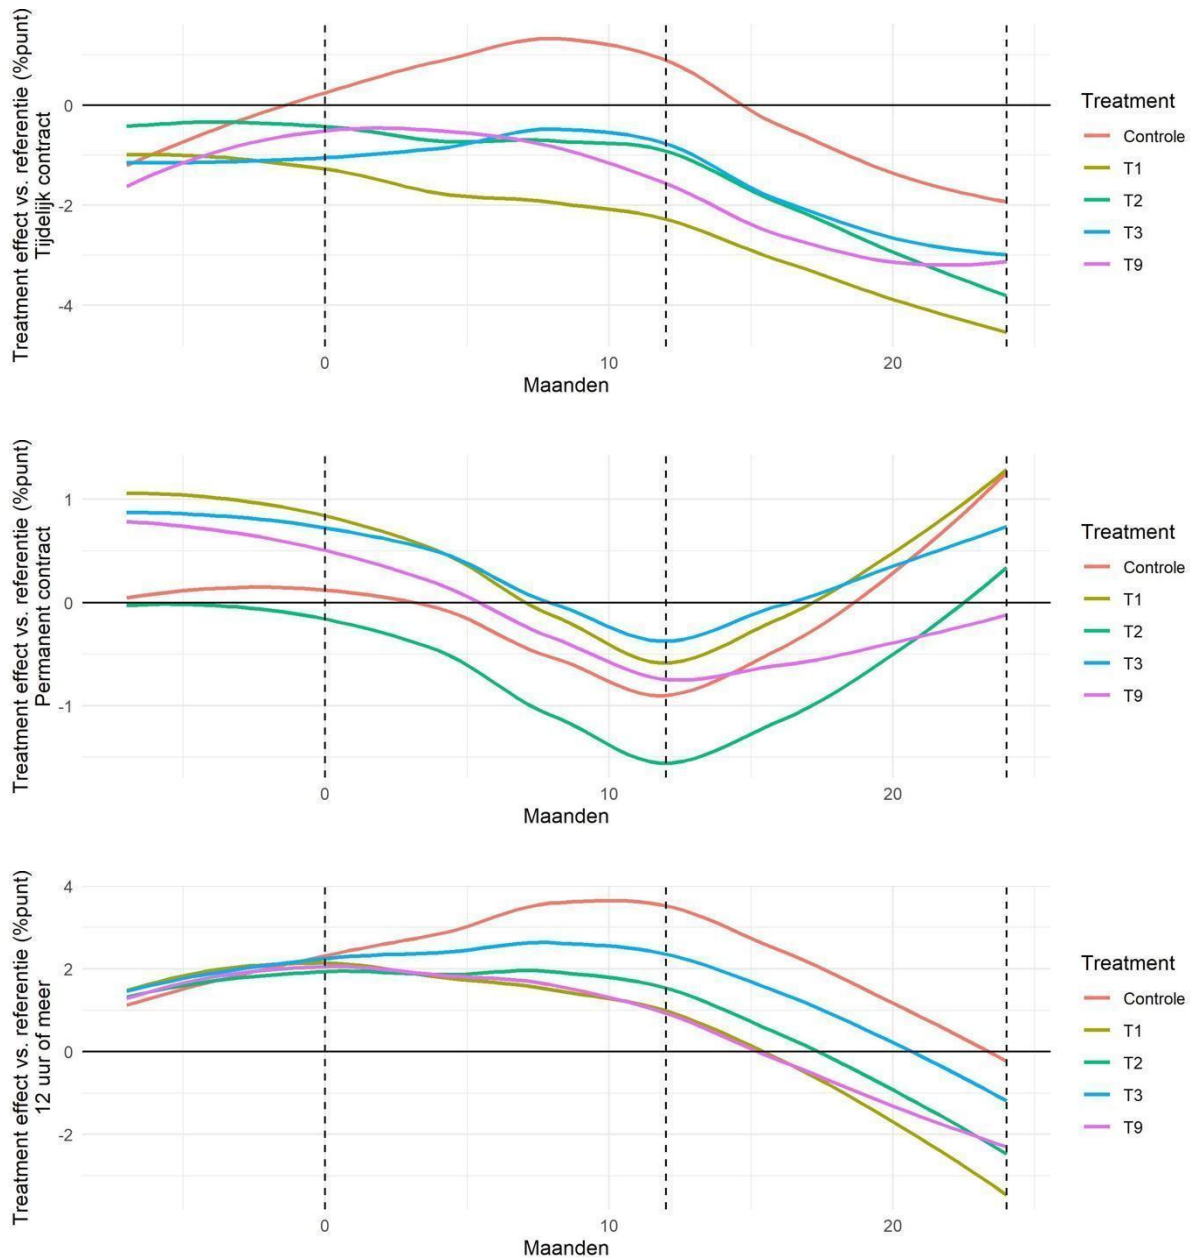 Treatment effect vs. referentie (%punt)
Tijdelijk contract
0
-2
-4
0
10
20
Maanden
Treatment
Controle
T1
T2
T3
T9
Treatment effect vs. referentie (%punt)
Permanent contract
1
0
-1
0
10
20
Maanden
Treatment
Controle
T1
T2
T3
T9
Treatment effect vs. referentie (%punt)
12 uur of meer
4
2
0
-2
0
10
20
Maanden
Treatment
Controle
T1
T2
T3
T9